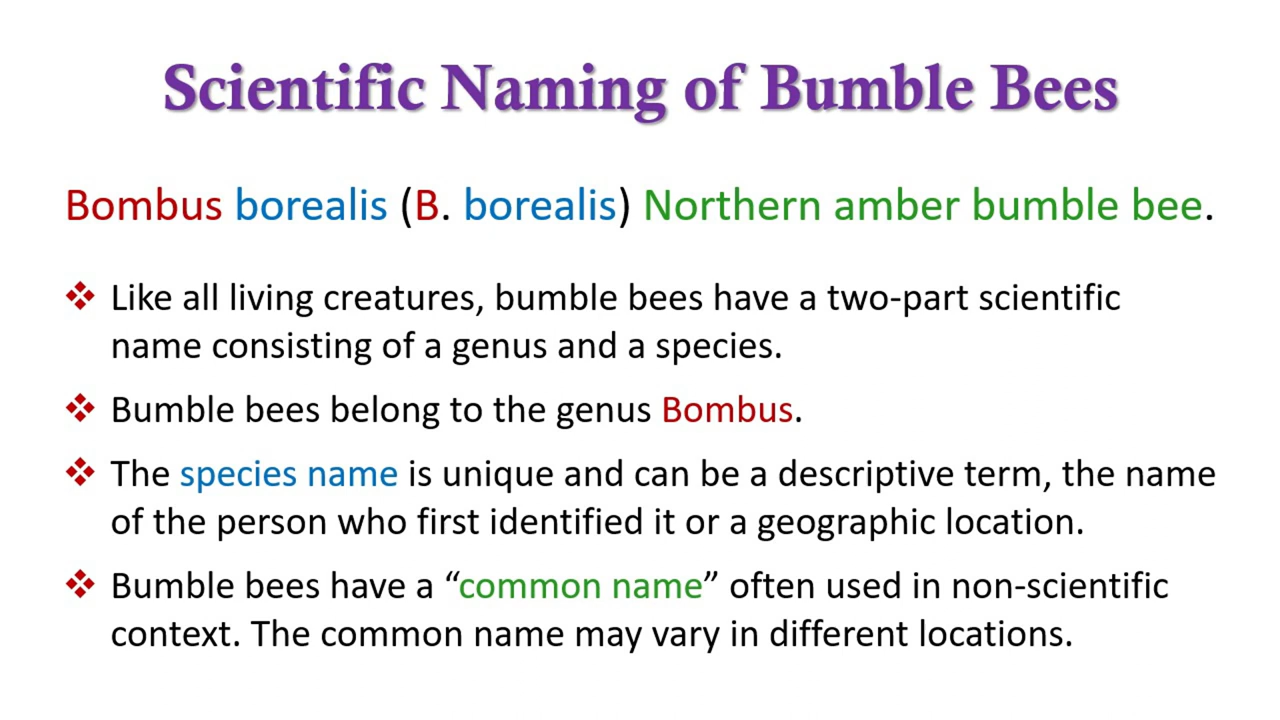 Scientific Naming of Bumble Bees
Bombus borealis (B. borealis) Northern amber bumble bee.
❖ Like all living creatures, bumble bees have a two-part scientific
name consisting of a genus and a species.
❖ Bumble bees belong to the genus Bombus.
❖ The species name is unique and can be a descriptive term, the name
of the person who first identified it or a geographic location.
❖ Bumble bees have a “common name” often used in non-scientific
context. The common name may vary in different locations.